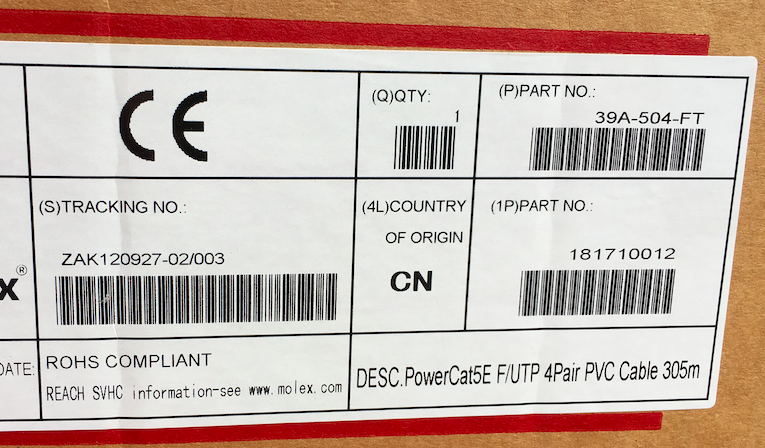 CE
(Q)QTY:
1
(P)PART NO.:
39A-504-FT
(S)TRACKING NO.:
ZAK120927-02/003
(4L)COUNTRY
OF ORIGIN
CN
(1P)PART NO.:
181710012
x®
DATE:
ROHS COMPLIANT
REACH SVHC information-see www.molex.com
DESC.PowerCat5E F/UTP 4Pair PVC Cable 305m